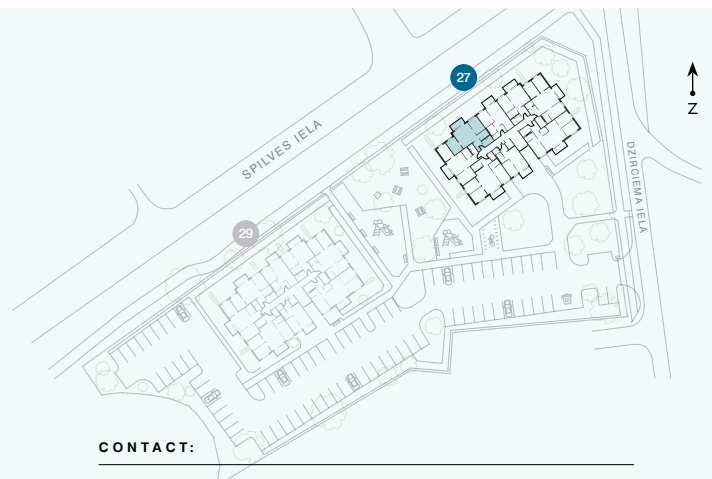 27
Z
SPILVES IELA
DZIRCIEMA IELA
29
CONTACT: